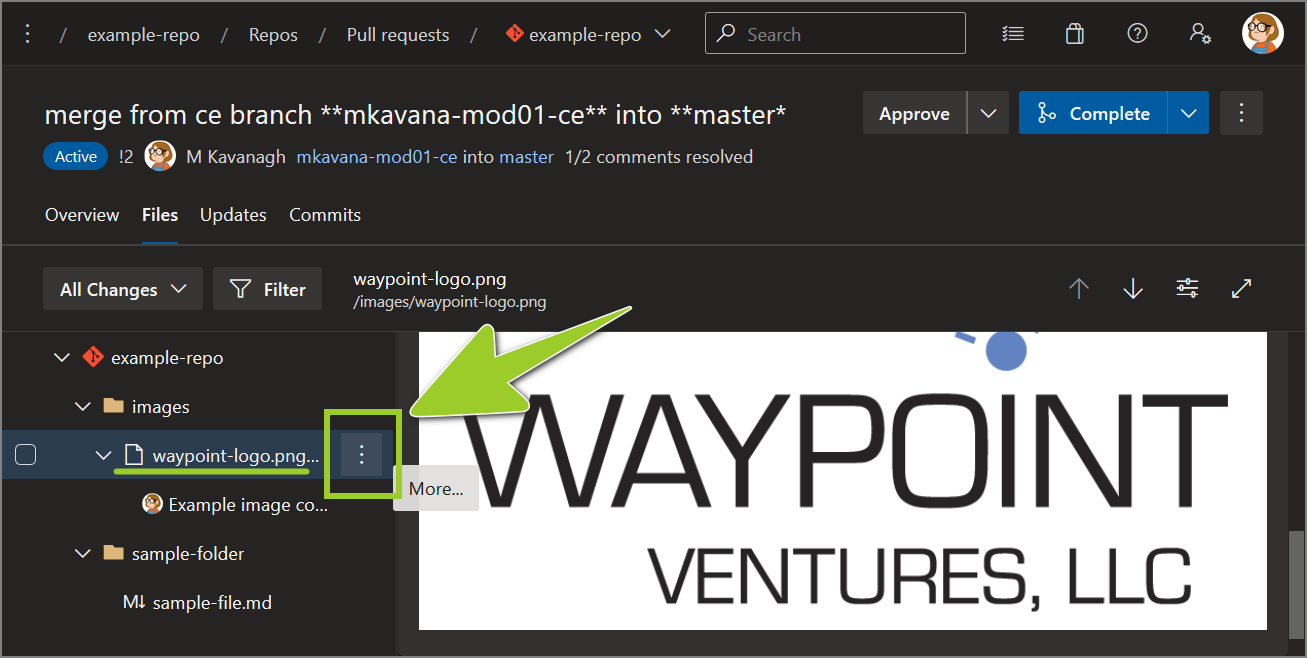 / example-repo / Repos / Pull requests / example-repo Search
merge from ce branch **mkavana-mod01-ce** into **master*
Approve Complete
Active !2 M Kavanagh mkavana-mod01-ce into master 1/2 comments resolved
Overview Files Updates Commits
All Changes Filter
waypoint-logo.png
/images/waypoint-logo.png
example-repo
images
waypoint-logo.png...
More...
Example image co...
sample-folder
M↓ sample-file.md
WAYPOINT
VENTURES, LLC